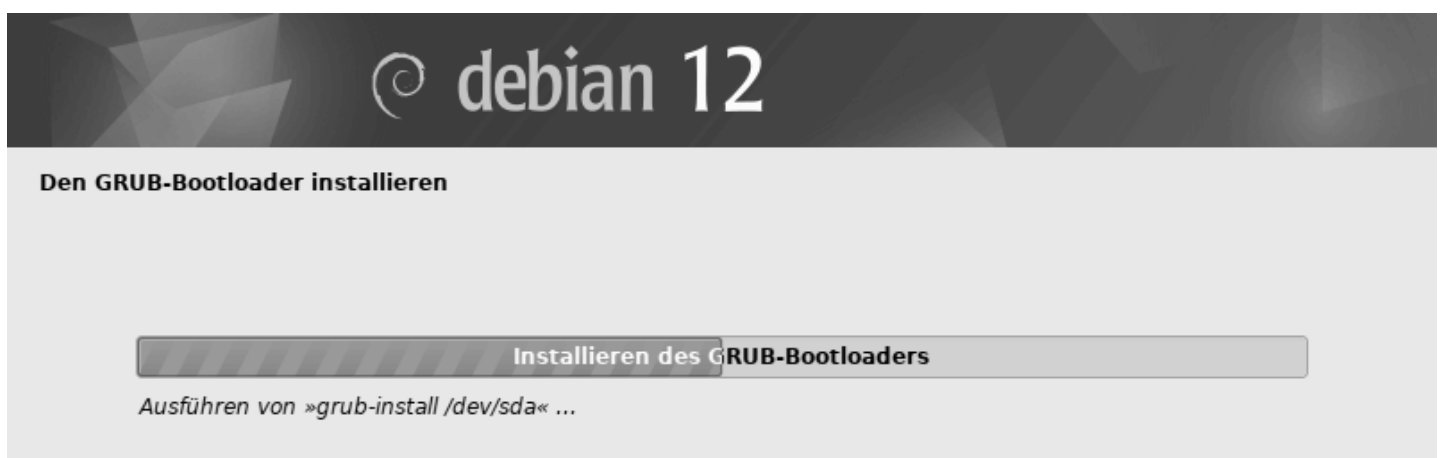 debian 12
Den GRUB-Bootloader installieren
Installieren des GRUB-Bootloaders
Ausführen von »grub-install /dev/sda« ...